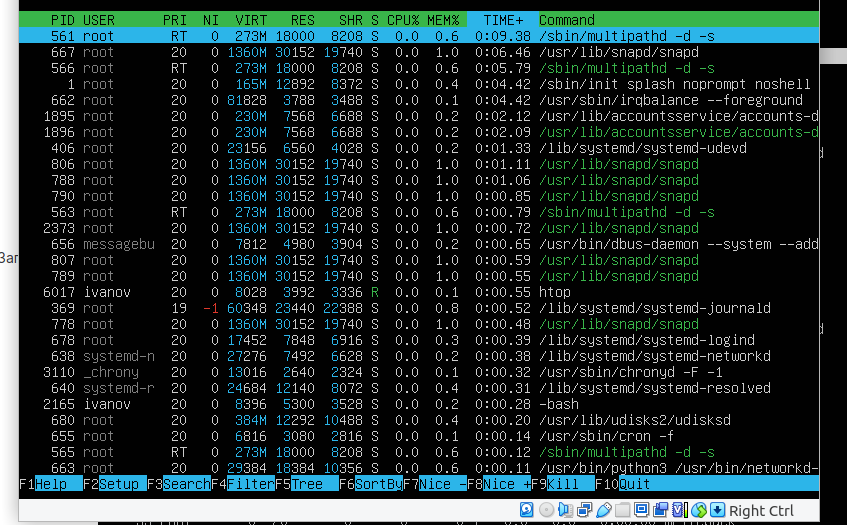 PID USER PRI NI VIRT RES SHR S CPU% MEM% TIME+ Command
561 root RT 0 273M 18000 8208 S 0.0 0.6 0:09.38 /sbin/multipathd -d -s
667 root 20 0 1360M 30152 19740 S 0.0 1.0 0:06.46 /usr/lib/snapd/snapd
566 root RT 0 273M 18000 8208 S 0.0 0.6 0:05.79 /sbin/multipathd -d -s
1 root 20 0 165M 12892 8372 S 0.0 0.4 0:04.42 /sbin/init splash noprompt noshell
662 root 20 0 81828 3788 3488 S 0.0 0.1 0:04.42 /usr/sbin/irqbalance --foreground
1895 root 20 0 230M 7568 6688 S 0.0 0.2 0:02.12 /usr/lib/accountsservice/accounts-d
1896 root 20 0 230M 7568 6688 S 0.0 0.2 0:02.09 /usr/lib/accountsservice/accounts-d
406 root 20 0 23156 6560 4028 S 0.0 0.2 0:01.33 /lib/systemd/systemd-udevd
806 root 20 0 1360M 30152 19740 S 0.0 1.0 0:01.11 /usr/lib/snapd/snapd
788 root 20 0 1360M 30152 19740 S 0.0 1.0 0:01.06 /usr/lib/snapd/snapd
790 root 20 0 1360M 30152 19740 S 0.0 1.0 0:00.85 /usr/lib/snapd/snapd
563 root RT 0 273M 18000 8208 S 0.0 0.6 0:00.79 /sbin/multipathd -d -s
2373 root 20 0 1360M 30152 19740 S 0.0 1.0 0:00.72 /usr/lib/snapd/snapd
656 messagebu 20 0 7812 4980 3904 S 0.0 0.2 0:00.65 /usr/bin/dbus-daemon --system --add
807 root 20 0 1360M 30152 19740 S 0.0 1.0 0:00.59 /usr/lib/snapd/snapd
789 root 20 0 1360M 30152 19740 S 0.0 1.0 0:00.55 /usr/lib/snapd/snapd
6017 ivanov 20 0 8028 3992 3336 R 0.0 0.1 0:00.55 htop
369 root 19 -1 60348 23440 22388 S 0.0 0.8 0:00.52 /lib/systemd/systemd-journald
778 root 20 0 1360M 30152 19740 S 0.0 1.0 0:00.48 /usr/lib/snapd/snapd
678 root 20 0 17452 7848 6916 S 0.0 0.3 0:00.39 /lib/systemd/systemd-logind
638 systemd-n 20 0 27276 7492 6628 S 0.0 0.2 0:00.38 /lib/systemd/systemd-networkd
3110 _chrony 20 0 13016 2640 2324 S 0.0 0.1 0:00.32 /usr/sbin/chronyd -F -1
640 systemd-r 20 0 24684 12140 8072 S 0.0 0.4 0:00.31 /lib/systemd/systemd-resolved
2165 ivanov 20 0 8396 5300 3528 S 0.0 0.2 0:00.28 -bash
680 root 20 0 384M 12292 10488 S 0.0 0.4 0:00.20 /usr/lib/udisks2/udisksd
655 root 20 0 6816 3080 2816 S 0.0 0.1 0:00.14 /usr/sbin/cron -f
565 root RT 0 273M 18000 8208 S 0.0 0.6 0:00.12 /sbin/multipathd -d -s
663 root 20 0 29384 18384 10356 S 0.0 0.6 0:00.11 /usr/bin/python3 /usr/bin/networkd-
F1Help F2Setup F3SearchF4FilterF5Tree F6SortByF7Nice -F8Nice +F9Kill F10Quit
Right Ctrl